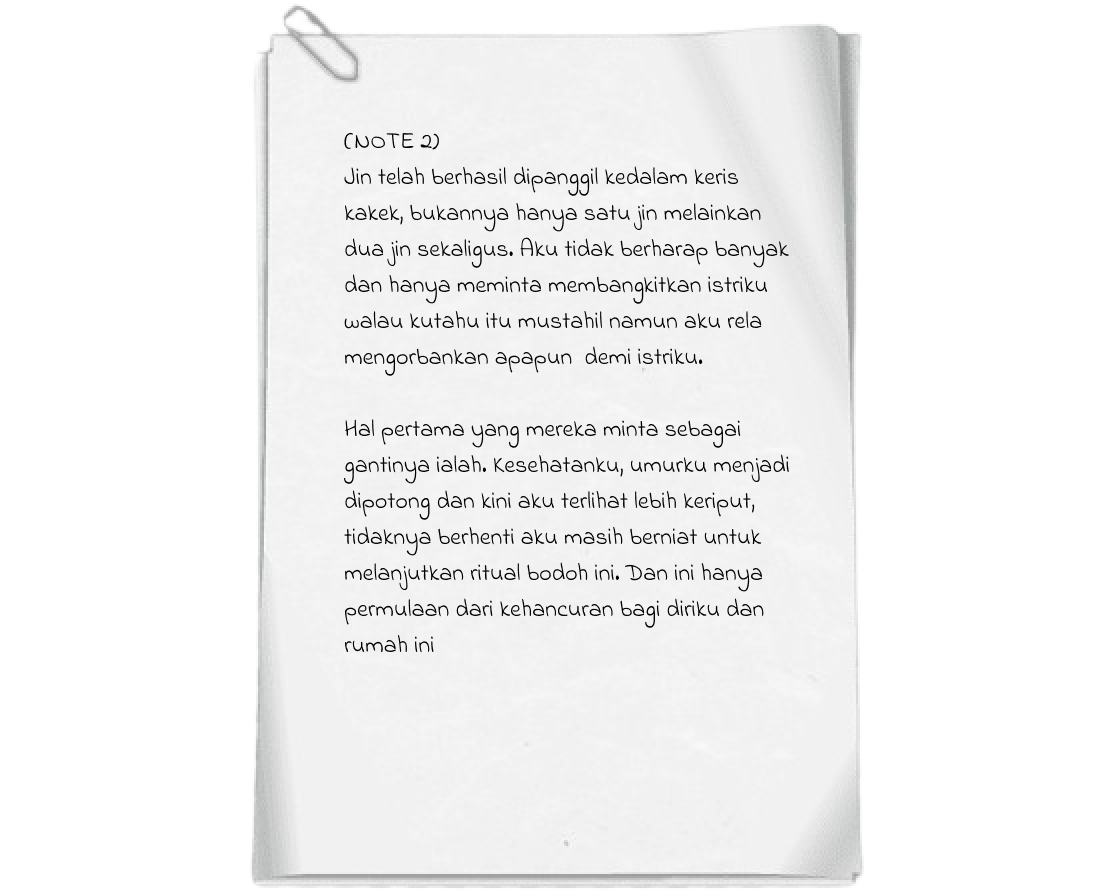 (NOTE 2)
Jin telah berhasil dipanggil kedalam keris
kakek, bukannya hanya satu jin melainkan
dua jin sekaligus. Aku tidak berharap banyak
dan hanya meminta membangkitkan istriku
walau kutahu itu mustahil namun aku rela
mengorbankan apapun demi istriku.
Hal pertama yang mereka minta sebagai
gantinya ialah. Kesehatanku, umurku menjadi
dipotong dan kini aku terlihat lebih keriput,
tidaknya berhenti aku masih berniat untuk
melanjutkan ritual bodoh ini. Dan ini hanya
permulaan dari kehancuran bagi diriku dan
rumah ini